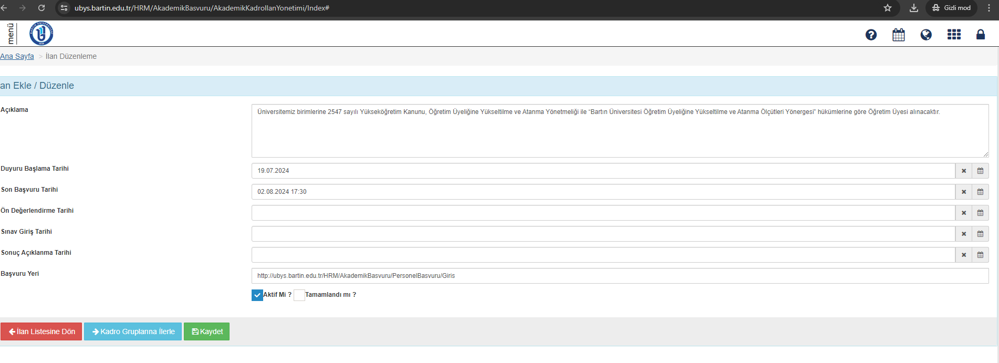 ubys.bartin.edu.tr/HRM/AkademikBasvuru/AkademikKadroIlanYonetimi/Index#
Gizli mod
menü
Ana Sayfa > İlan Düzenleme
an Ekle / Düzenle
Açıklama
Üniversitemiz birimlerine 2547 sayılı Yükseköğretim Kanunu, Öğretim Üyeliğine Yükseltilme ve Atanma Yönetmeliği ile “Bartın Üniversitesi Öğretim Üyeliğine Yükseltilme ve Atanma Ölçütleri Yönergesi” hükümlerine göre Öğretim Üyesi alınacaktır.
Duyuru Başlama Tarihi
19.07.2024
Son Başvuru Tarihi
02.08.2024 17:30
Ön Değerlendirme Tarihi
Sınav Giriş Tarihi
Sonuç Açıklanma Tarihi
Başvuru Yeri
http://ubys.bartin.edu.tr/HRM/AkademikBasvuru/PersonelBasvuru/Giris
Aktif Mi ? Tamamlandı mı ?
İlan Listesine Dön Kadro Gruplarına İlerle Kaydet